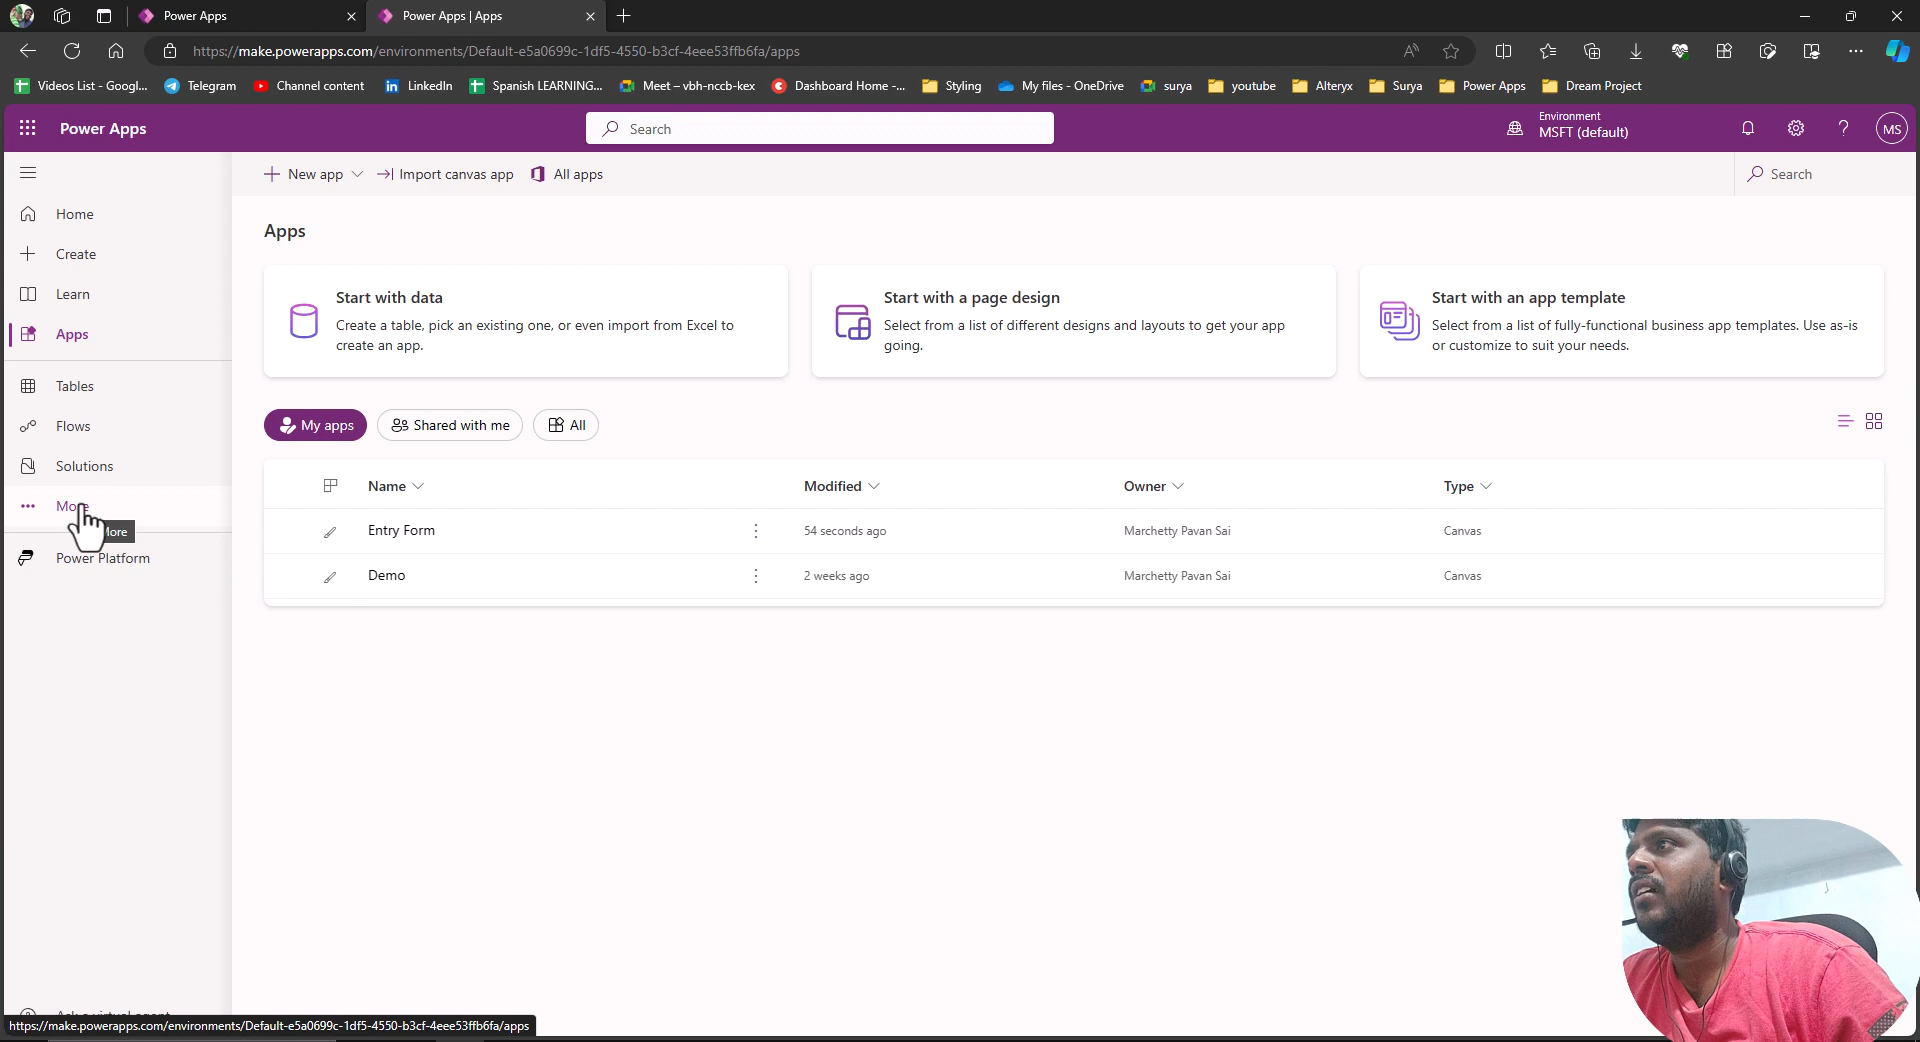 Power Apps
Power Apps | Apps
https://make.powerapps.com/environments/Default-e5a0699c-1df5-4550-b3cf-4eee53ffb6fa/apps
Videos List - Googl...
Telegram
Channel content
LinkedIn
Spanish LEARNING...
Meet – vbh-nccb-kex
Dashboard Home -...
Styling
My files - OneDrive
surya
youtube
Alteryx
Surya
Power Apps
Dream Project
Power Apps
Search
Environment
MSFT (default)
MS
New app
Import canvas app
All apps
Search
Home
Create
Learn
Apps
Tables
Flows
Solutions
More
Power Platform
Apps
Start with data
Create a table, pick an existing one, or even import from Excel to
create an app.
Start with a page design
Select from a list of different designs and layouts to get your app
going.
Start with an app template
Select from a list of fully-functional business app templates. Use as-is
or customize to suit your needs.
My apps
Shared with me
All
Name
Modified
Owner
Type
Entry Form
54 seconds ago
Marchetty Pavan Sai
Canvas
Demo
2 weeks ago
Marchetty Pavan Sai
Canvas
https://make.powerapps.com/environments/Default-e5a0699c-1df5-4550-b3cf-4eee53ffb6fa/apps